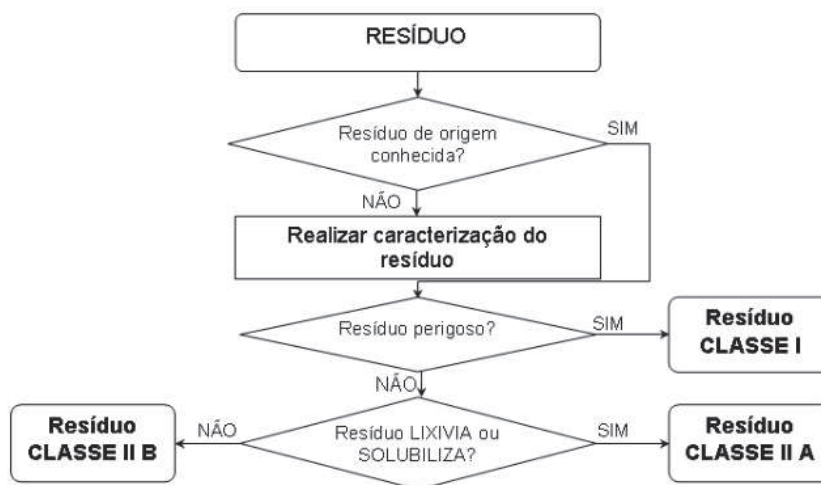 RESÍDUO
Resíduo de origem
conhecida?
SIM
NÃO
Realizar caracterização do
resíduo
Resíduo perigoso?
SIM
Resíduo
CLASSE I
NÃO
Resíduo
CLASSE II B
NÃO
Resíduo LIXIVIA ou
SOLUBILIZA?
SIM
Resíduo
CLASSE II A